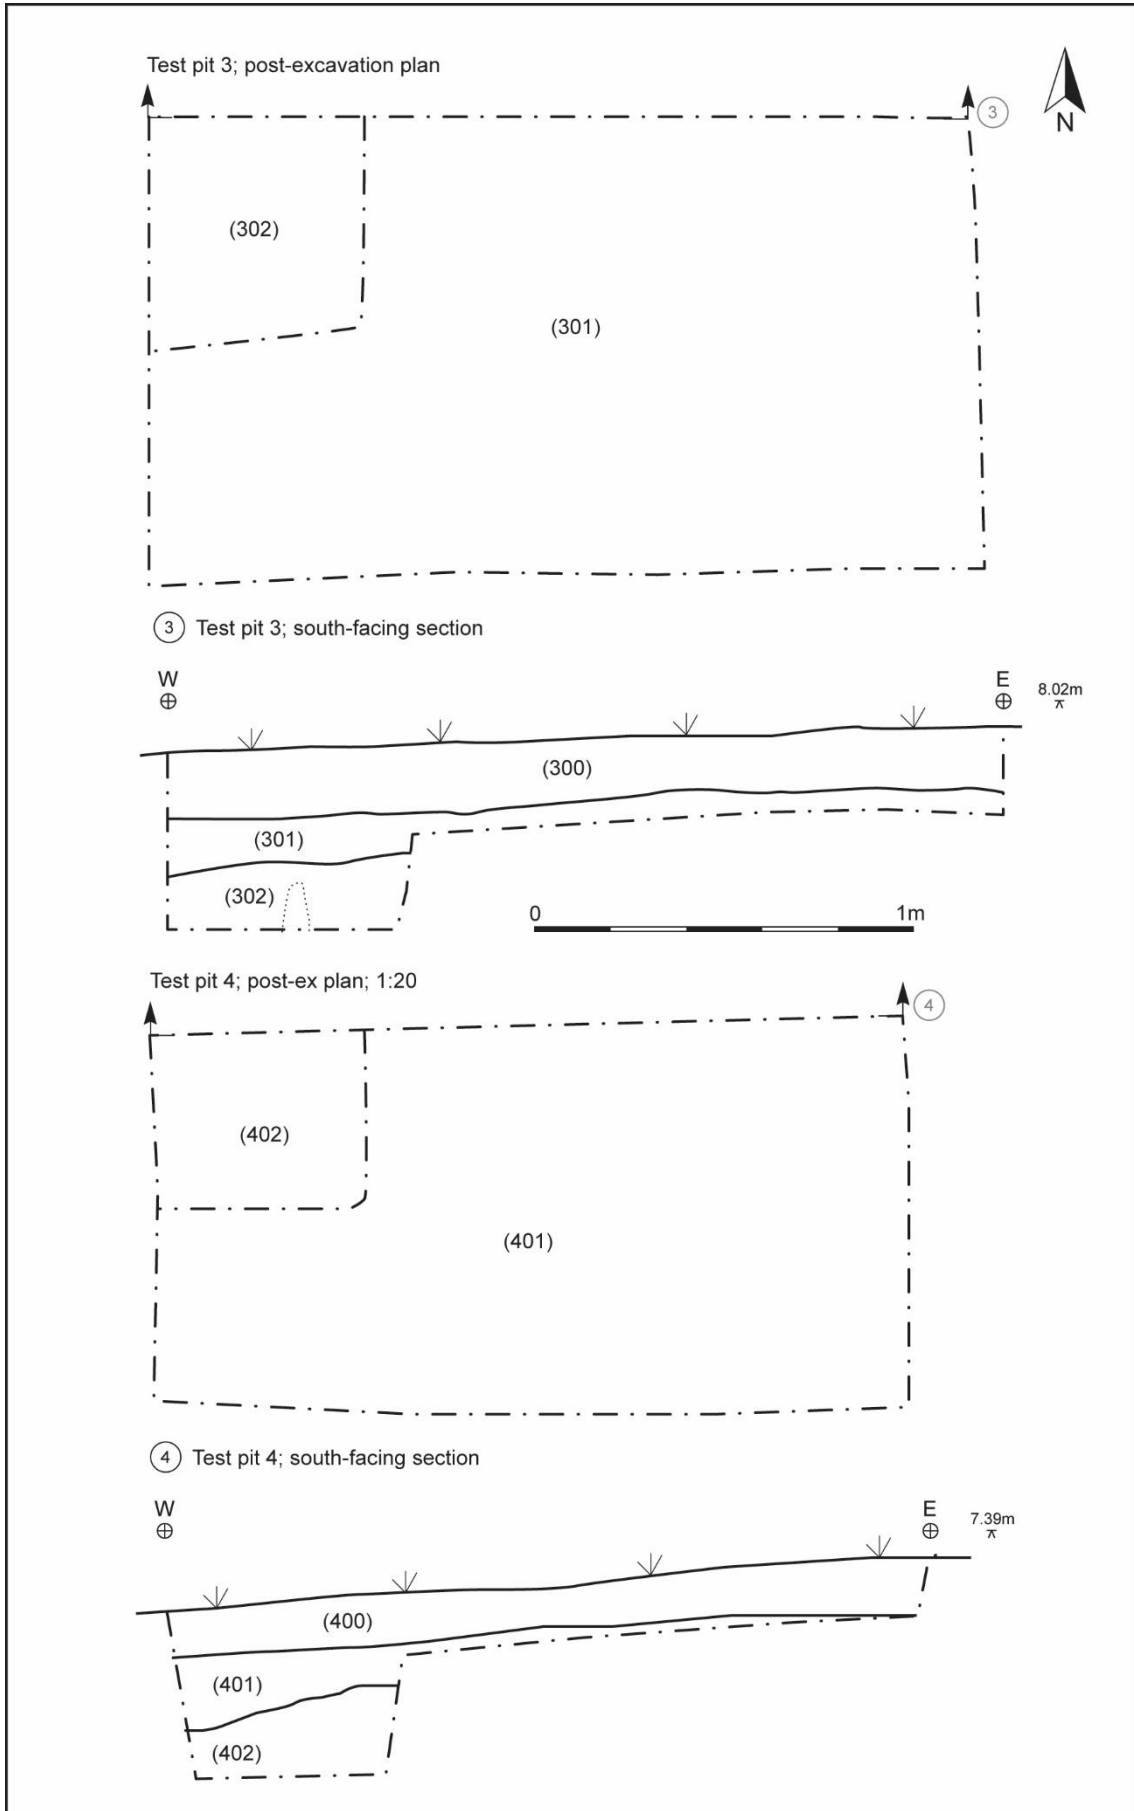 Test pit 3; post-excavation plan
3
N
(302)
(301)
3 Test pit 3; south-facing section
W
E
8.02m
(300)
(301)
(302)
0 1m
Test pit 4; post-ex plan; 1:20
4
(402)
(401)
4 Test pit 4; south-facing section
W
E
7.39m
(400)
(401)
(402)